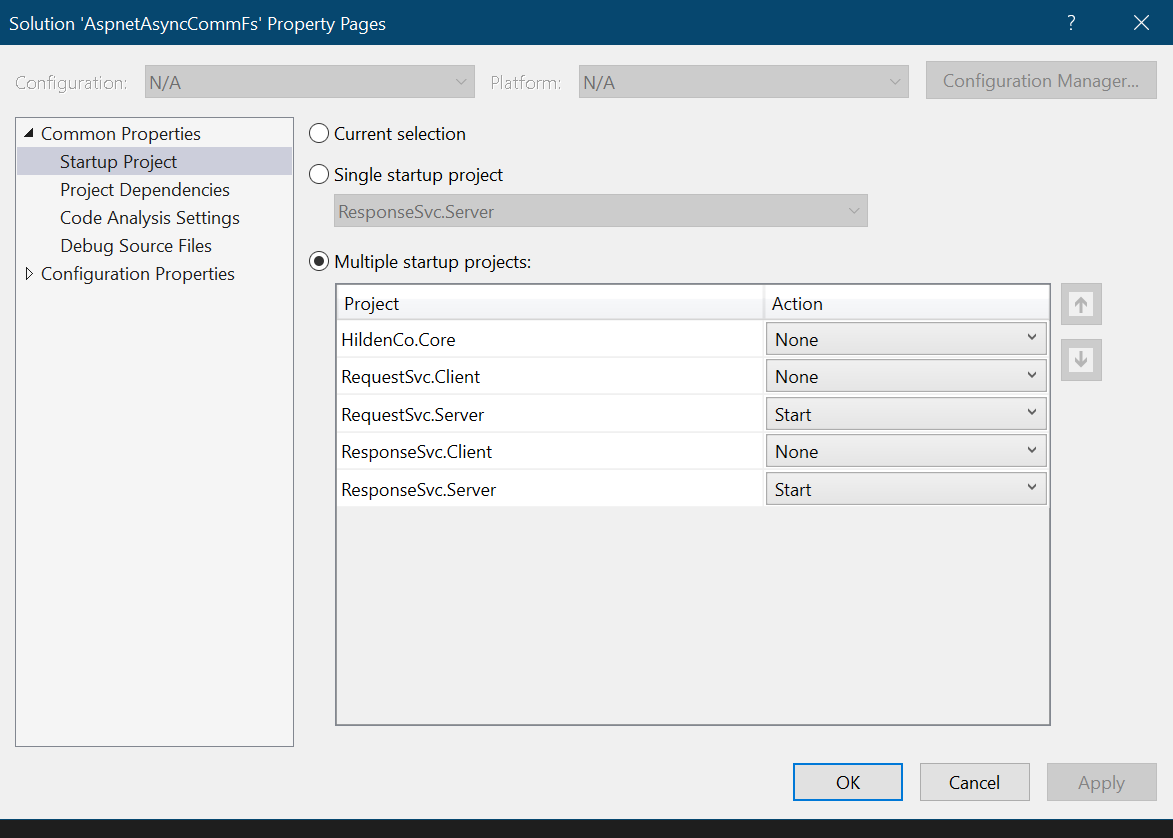 Solution 'AspnetAsyncCommFs' Property Pages ?
Configuration: N/A Platform: N/A Configuration Manager...
Common Properties
Startup Project
Project Dependencies
Code Analysis Settings
Debug Source Files
Configuration Properties
Current selection
Single startup project
ResponseSvc.Server
Multiple startup projects:
Project Action
HildenCo.Core None
RequestSvc.Client None
RequestSvc.Server Start
ResponseSvc.Client None
ResponseSvc.Server Start
OK Cancel Apply